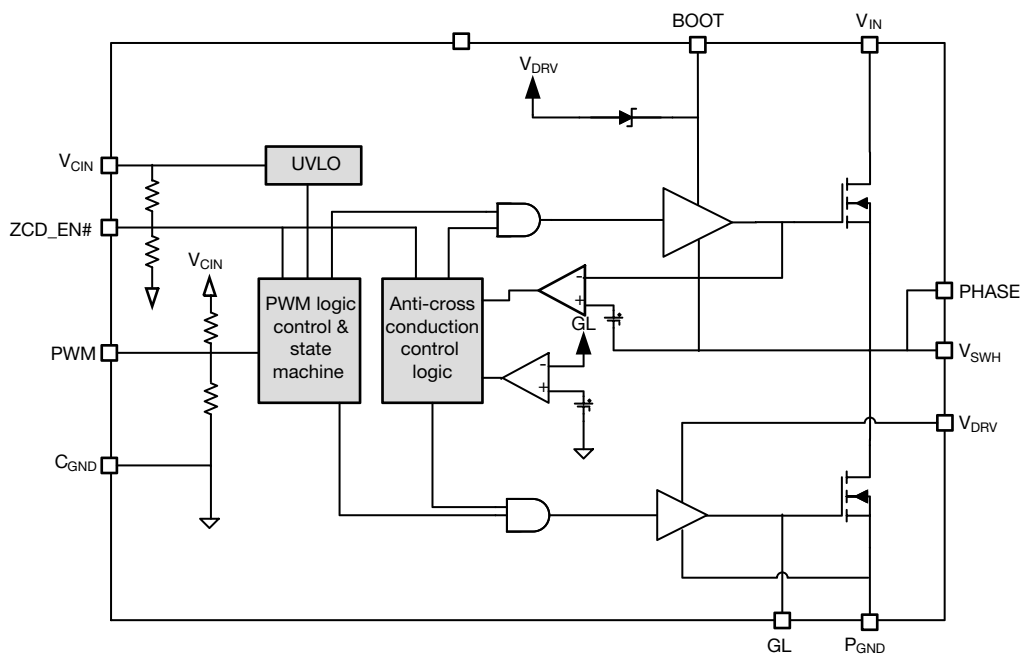 BOOT
VIN
VDRV
VCIN
UVLO
ZCD_EN#
VCIN
PWM logic
control &
state
machine
Anti-cross
conduction
control
logic
-
+
GL
-
+
PHASE
PWM
VSWH
VDRV
CGND
GL
PGND